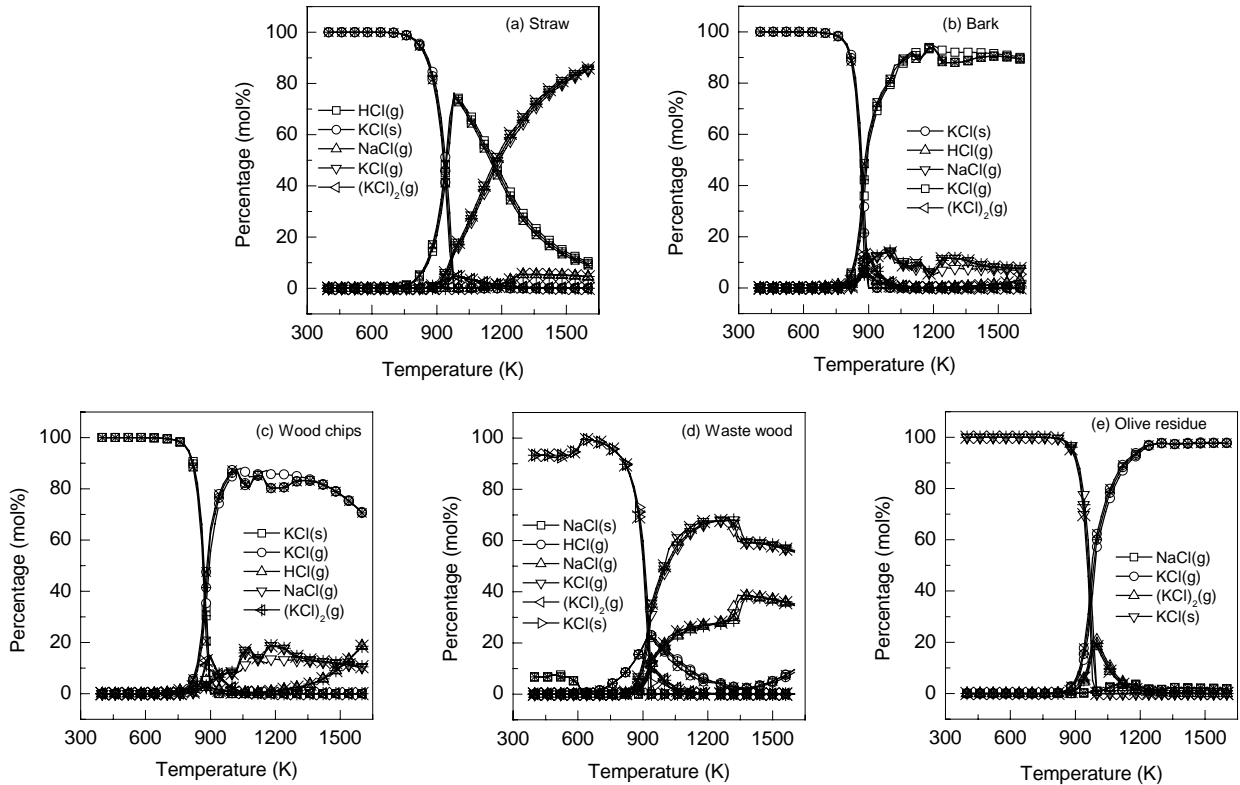 (a) Straw
100
80
60
40
20
0
Percentage (mol%)
HCl(g)
KCl(s)
NaCl(g)
KCl(g)
(KCl)2(g)
300 600 900 1200 1500
Temperature (K)
(b) Bark
100
80
60
40
20
0
Percentage (mol%)
KCl(s)
HCl(g)
NaCl(g)
KCl(g)
(KCl)2(g)
300 600 900 1200 1500
Temperature (K)
(c) Wood chips
100
80
60
40
20
0
Percentage (mol%)
KCl(s)
KCl(g)
HCl(g)
NaCl(g)
(KCl)2(g)
300 600 900 1200 1500
Temperature (K)
(d) Waste wood
100
80
60
40
20
0
Percentage (mol%)
NaCl(s)
HCl(g)
NaCl(g)
KCl(g)
(KCl)2(g)
KCl(s)
300 600 900 1200 1500
Temperature (K)
(e) Olive residue
100
80
60
40
20
0
Percentage (mol%)
NaCl(g)
KCl(g)
(KCl)2(g)
KCl(s)
300 600 900 1200 1500
Temperature (K)